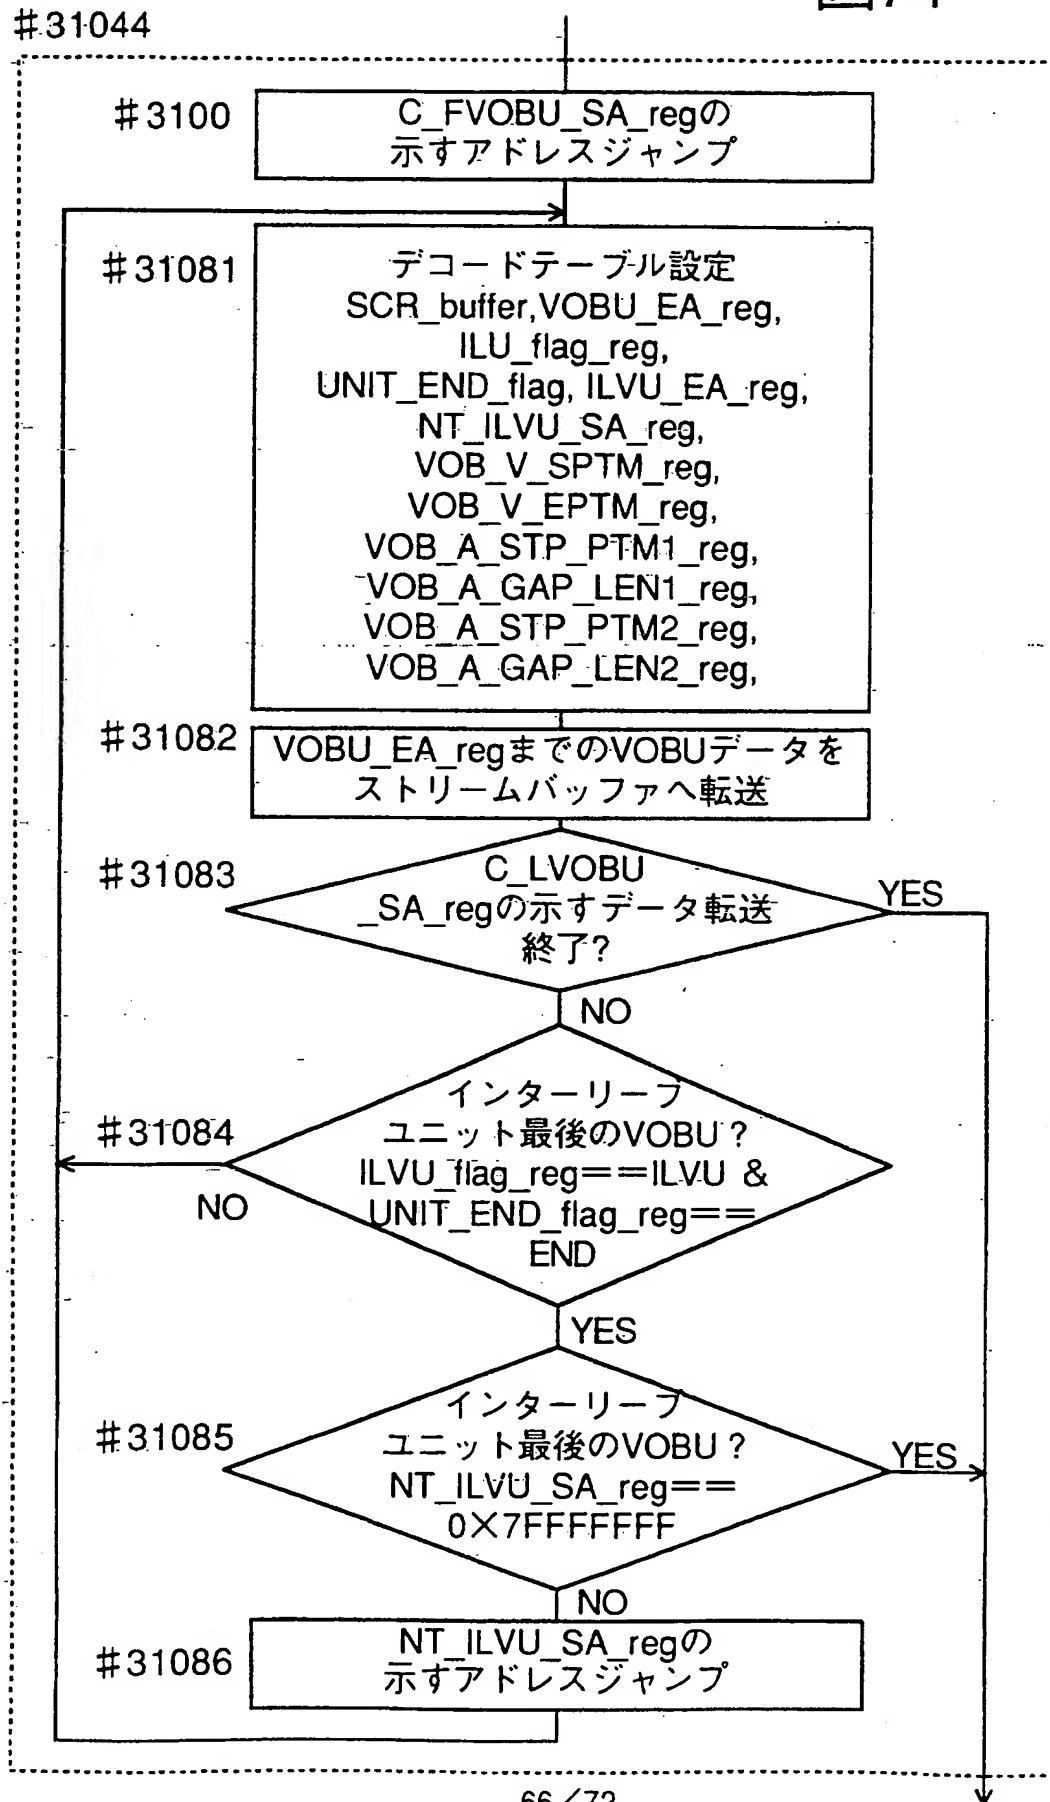 #31044
#3100
C_FVOBU_SA_regの
示すアドレスジャンプ
#31081
デコードテーブル設定
SCR_buffer,VOBU_EA_reg,
ILU_flag_reg,
UNIT_END_flag, ILVU_EA_reg,
NT_ILVU_SA_reg,
VOB_V_SPTM_reg,
VOB_V_EPTM_reg,
VOB_A_STP_PTM1_reg,
VOB_A_GAP_LEN1_reg,
VOB_A_STP_PTM2_reg,
VOB_A_GAP_LEN2_reg,
#31082
VOBU_EA_regまでのVOBUデータを
ストリームバッファへ転送
#31083
C_LVOBU
_SA_regの示すデータ転送
終了?
YES
NO
#31084
インターリーブ
ユニット最後のVOBU?
ILVU_flag_reg==ILVU &
UNIT_END_flag_reg==
END
NO
YES
#31085
インターリーブ
ユニット最後のVOBU?
NT_ILVU_SA_reg==
0×7FFFFFFF
YES
NO
#31086
NT_ILVU_SA_regの
示すアドレスジャンプ
66/72